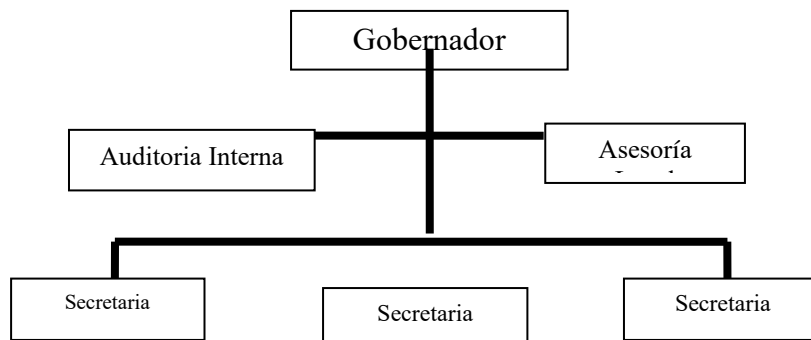 Gobernador
Auditoria Interna
Asesoría
Secretaria
Secretaria
Secretaria